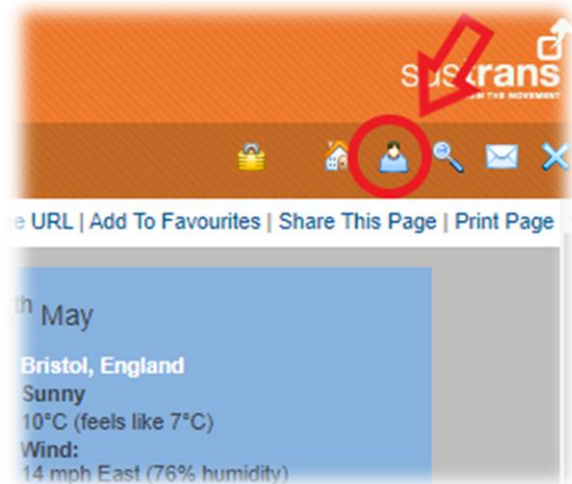 sustrans
JOIN THE MOVEMENT
e URL | Add To Favourites | Share This Page | Print Page
th May
Bristol, England
Sunny
10°C (feels like 7°C)
Wind:
14 mph East (76% humidity)